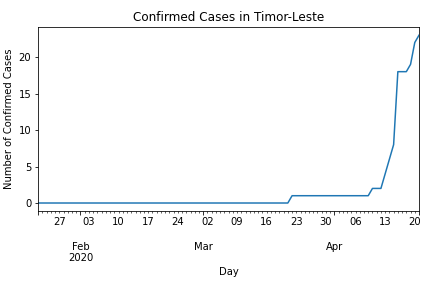 Confirmed Cases in Timor-Leste
Number of Confirmed Cases
20
15
10
5
0
27 03 10 17 24 02 09 16 23 30 06 13 20
Feb Mar Apr
2020
Day